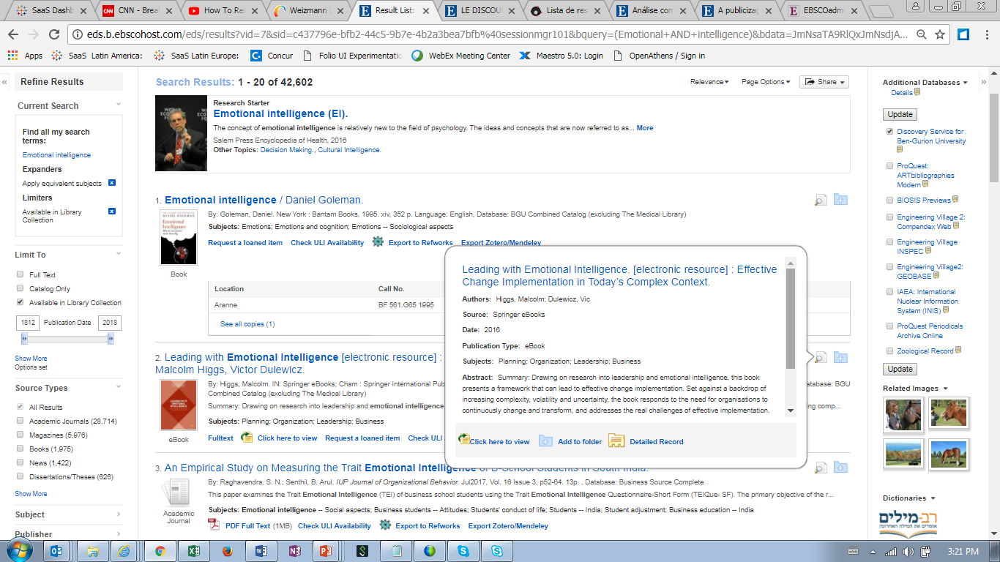 SaaS Dashb
CNN - Brea
How To Res
Weizmann I
Result List:
LE DISCOU
Lista de res
Análise con
A publicizaç
EBSCOadm
eds.b.ebscohost.com/eds/results?vid=7&sid=c437796e-bfb2-44c5-9b7e-4b2a3bea7bfb%40sessionmgr101&bquery=(Emotional+AND+intelligence)&bdata=JmNsaTA9RlQxJmNsdjA...
Apps
SaaS Latin America:
SaaS Latin Europe:
Concur
Folio UI Experimentatio
WebEx Meeting Center
Maestro 5.0: Login
OpenAthens / Sign in
Refine Results
Current Search
Find all my search
terms:
Emotional intelligence
Expanders
Apply equivalent subjects
Limiters
Available in Library
Collection
Limit To
Full Text
Catalog Only
Available in Library Collection
1812 Publication Date 2018
Show More
Options set
Source Types
All Results
Academic Journals (28,714)
Magazines (5,976)
Books (1,975)
News (1,422)
Dissertations/Theses (626)
Show More
Subject
Publisher
Search Results: 1 - 20 of 42,602
Relevance
Page Options
Share
Research Starter
Emotional intelligence (EI).
The concept of emotional intelligence is relatively new to the field of psychology. The ideas and concepts that are now referred to as... More
Salem Press Encyclopedia of Health, 2016
Other Topics: Decision Making., Cultural Intelligence.
1. Emotional intelligence / Daniel Goleman.
By: Goleman, Daniel. New York : Bantam Books, 1995. xiv, 352 p. Language: English, Database: BGU Combined Catalog (excluding The Medical Library)
Subjects: Emotions; Emotions and cognition; Emotions -- Sociological aspects
Request a loaned item Check ULI Availability Export to Refworks Export Zotero/Mendeley
Book
Location Call No.
Aranne BF 561.G65 1995
See all copies (1)
2. Leading with Emotional Intelligence [electronic resource] :
Malcolm Higgs, Victor Dulewicz.
By: Higgs, Malcolm. IN: Springer eBooks; Cham : Springer International Pub
tabase: BGU
Combined Catalog (excluding The Medical Library)
Summary: Drawing on research into leadership and emotional intelligence,
ing comp...
Subjects: Planning; Organization; Leadership; Business
eBook
Fulltext Click here to view Request a loaned item Check ULI
Leading with Emotional Intelligence. [electronic resource] : Effective
Change Implementation in Today's Complex Context.
Authors: Higgs, Malcolm; Dulewicz, Vic
Source: Springer eBooks
Date: 2016
Publication Type: eBook
Subjects: Planning; Organization; Leadership; Business
Abstract: Summary: Drawing on research into leadership and emotional intelligence, this book
presents a framework that can lead to effective change implementation. Set against a backdrop of
increasing complexity, volatility and uncertainty, the book responds to the need for organisations to
continuously change and transform, and addresses the real challenges of effective implementation.
Click here to view Add to folder Detailed Record
3. An Empirical Study on Measuring the Trait Emotional Intelligence of B-School Students in South India.
By: Raghavendra, S. N.; Senthil, B. Arul. IUP Journal of Organizational Behavior. Jul2017, Vol. 16 Issue 3, p52-64. 13p. , Database: Business Source Complete
This paper examines the Trait Emotional Intelligence (TEI) of business school students using the Trait Emotional Intelligence Questionnaire-Short Form (TEIQue- SF). The primary objective of the r...
Subjects: Emotional intelligence -- Social aspects; Business students -- Attitudes; Students' conduct of life; Students -- India; Student adjustment; Business education -- India
Academic
Journal
PDF Full Text (1MB) Check ULI Availability Export to Refworks Export Zotero/Mendeley
Additional Databases
Details
Update
Discovery Service for
Ben-Gurion University
ProQuest:
ARTbibliographies
Modern
BIOSIS Previews
Engineering Village 2:
Compendex Web
Engineering Village
INSPEC
Engineering Village2:
GEOBASE
IAEA: International
Nuclear Information
System (INIS)
ProQuest Periodicals
Archive Online
Zoological Record
Update
Related Images
Dictionaries
רב-מילים
אומרים את המילה האחרונה
3:21 PM